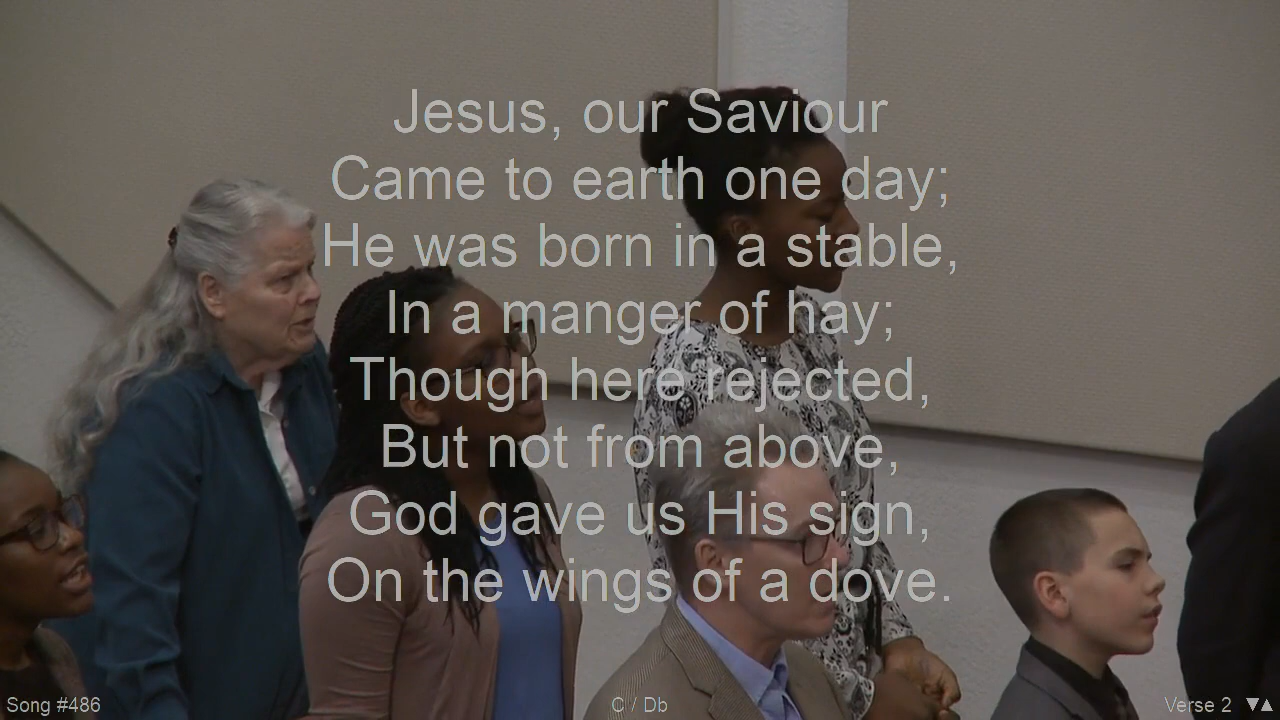 Jesus, our Saviour
Came to earth one day;
He was born in a stable,
In a manger of hay;
Though here rejected,
But not from above,
God gave us His sign,
On the wings of a dove.
Song #486
C / Db
Verse 2 ▼▲